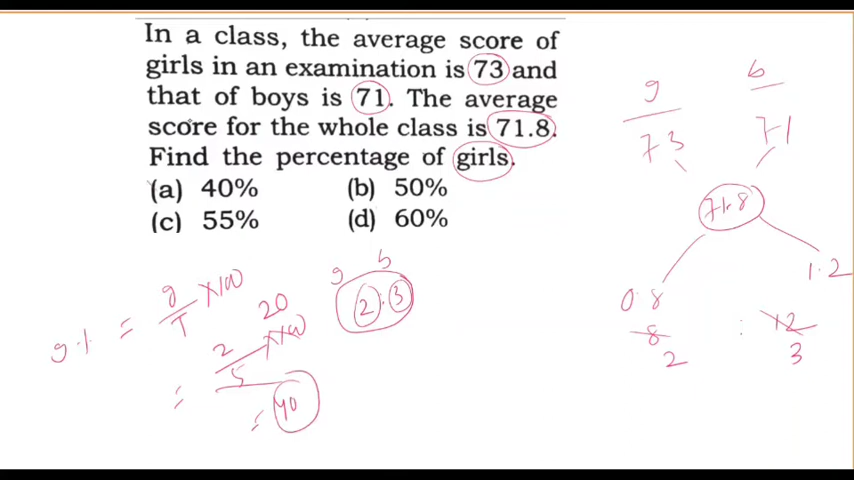 In a class, the average score of
girls in an examination is 73 and
that of boys is 71. The average
score for the whole class is 71.8.
Find the percentage of girls.
(a) 40% (b) 50%
(c) 55% (d) 60%
g b
73 71
71.8
0.8 1.2
8 : 12
2 3
g b
2 : 3
g% = g/T × 100
= 2/5 × 100 20
= 40